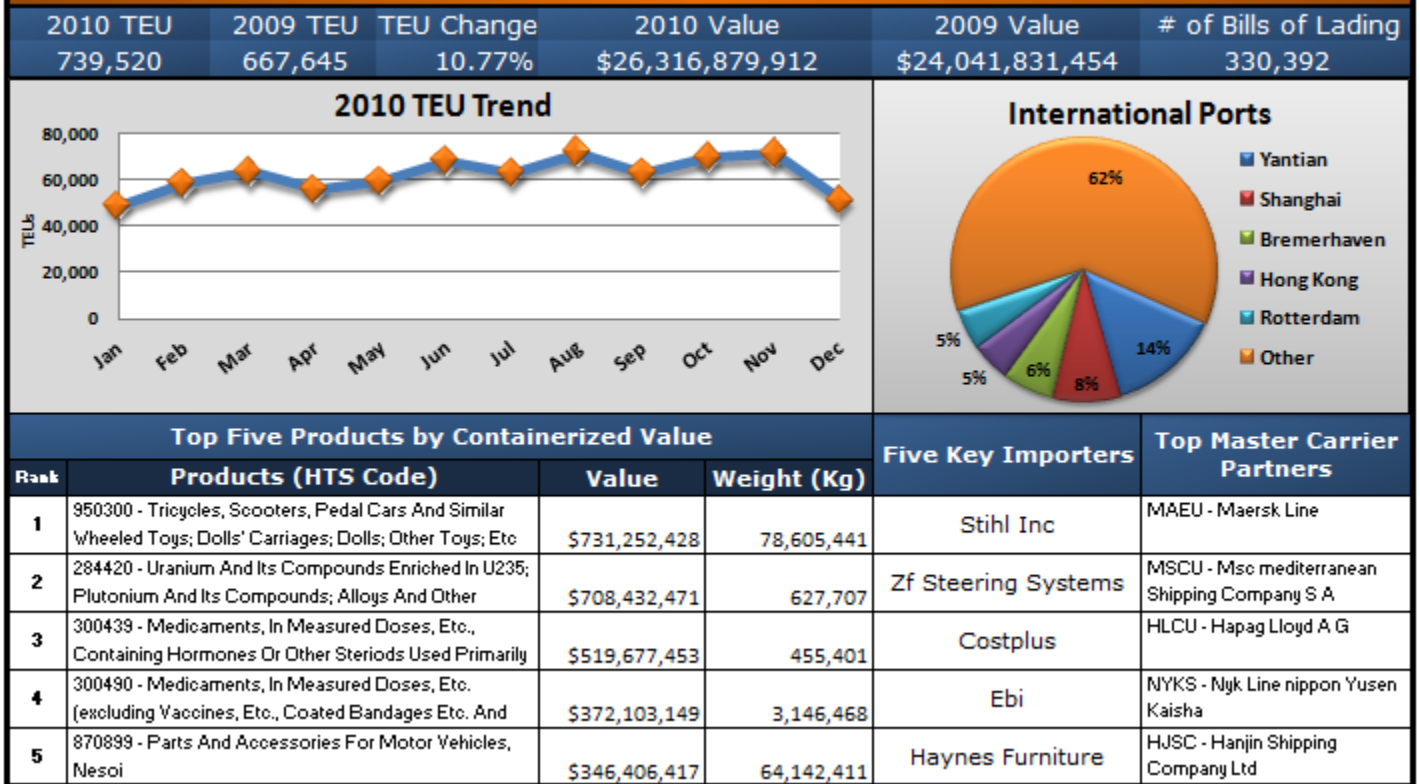 2010 TEU 2009 TEU TEU Change 2010 Value 2009 Value # of Bills of Lading
739,520 667,645 10.77% $26,316,879,912 $24,041,831,454 330,392
2010 TEU Trend
80,000
60,000
40,000
20,000
0
TEUs
Jan Feb Mar Apr May Jun Jul Aug Sep Oct Nov Dec
International Ports
62%
14%
8%
6%
5%
5%
Yantian
Shanghai
Bremerhaven
Hong Kong
Rotterdam
Other
Top Five Products by Containerized Value
Rank Products (HTS Code) Value Weight (Kg)
Five Key Importers
Top Master Carrier
Partners
1
950300 - Tricycles, Scooters, Pedal Cars And Similar
Wheeled Toys; Dolls' Carriages; Dolls; Other Toys; Etc
$731,252,428 78,605,441
Stihl Inc
MAEU - Maersk Line
2
284420 - Uranium And Its Compounds Enriched In U235;
Plutonium And Its Compounds; Alloys And Other
$708,432,471 627,707
Zf Steering Systems
MSCU - Msc mediterranean
Shipping Company S A
3
300439 - Medicaments, In Measured Doses, Etc.,
Containing Hormones Or Other Steriods Used Primarily
$519,677,453 455,401
Costplus
HLCU - Hapag Lloyd A G
4
300490 - Medicaments, In Measured Doses, Etc.
(excluding Vaccines, Etc., Coated Bandages Etc. And
$372,103,149 3,146,468
Ebi
NYKS - Nyk Line nippon Yusen
Kaisha
5
870899 - Parts And Accessories For Motor Vehicles,
Nesoi
$346,406,417 64,142,411
Haynes Furniture
HJSC - Hanjin Shipping
Company Ltd